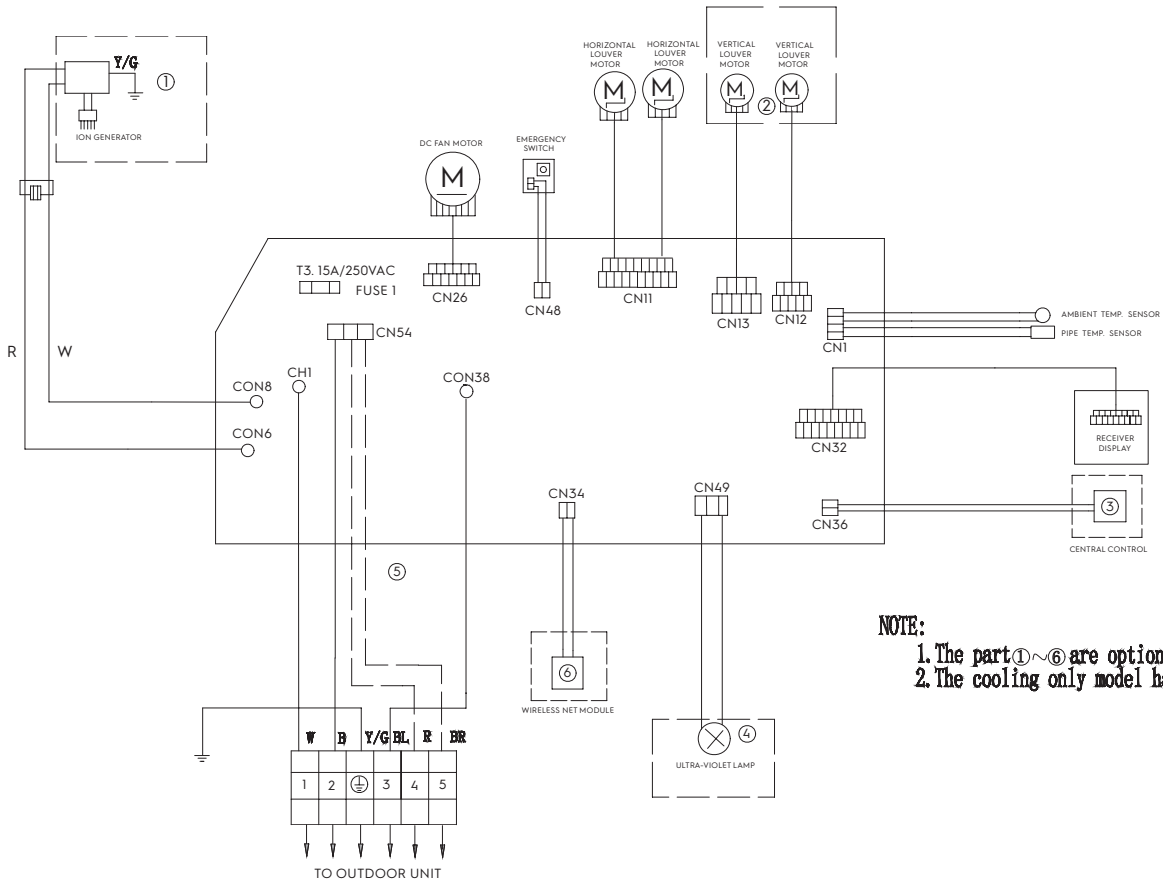 Y/G
①
ION GENERATOR
R
W
DC FAN MOTOR
M
EMERGENCY
SWITCH
HORIZONTAL
LOUVER
MOTOR
M
HORIZONTAL
LOUVER
MOTOR
M
VERTICAL
LOUVER
MOTOR
M
VERTICAL
LOUVER
MOTOR
M
②
T3. 15A/250VAC
FUSE 1
CN26
CN48
CN11
CN13
CN12
CN54
CN1
AMBIENT TEMP. SENSOR
PIPE TEMP. SENSOR
CON8
CH1
CON38
CON6
CN32
RECEIVER
DISPLAY
CN34
CN49
CN36
③
CENTRAL CONTROL
⑤
⑥
WIRELESS NET MODULE
④
ULTRA-VIOLET LAMP
NOTE:
1. The part①~⑥are option
2. The cooling only model
W B Y/G BL R BR
1 2 3 4 5
TO OUTDOOR UNIT